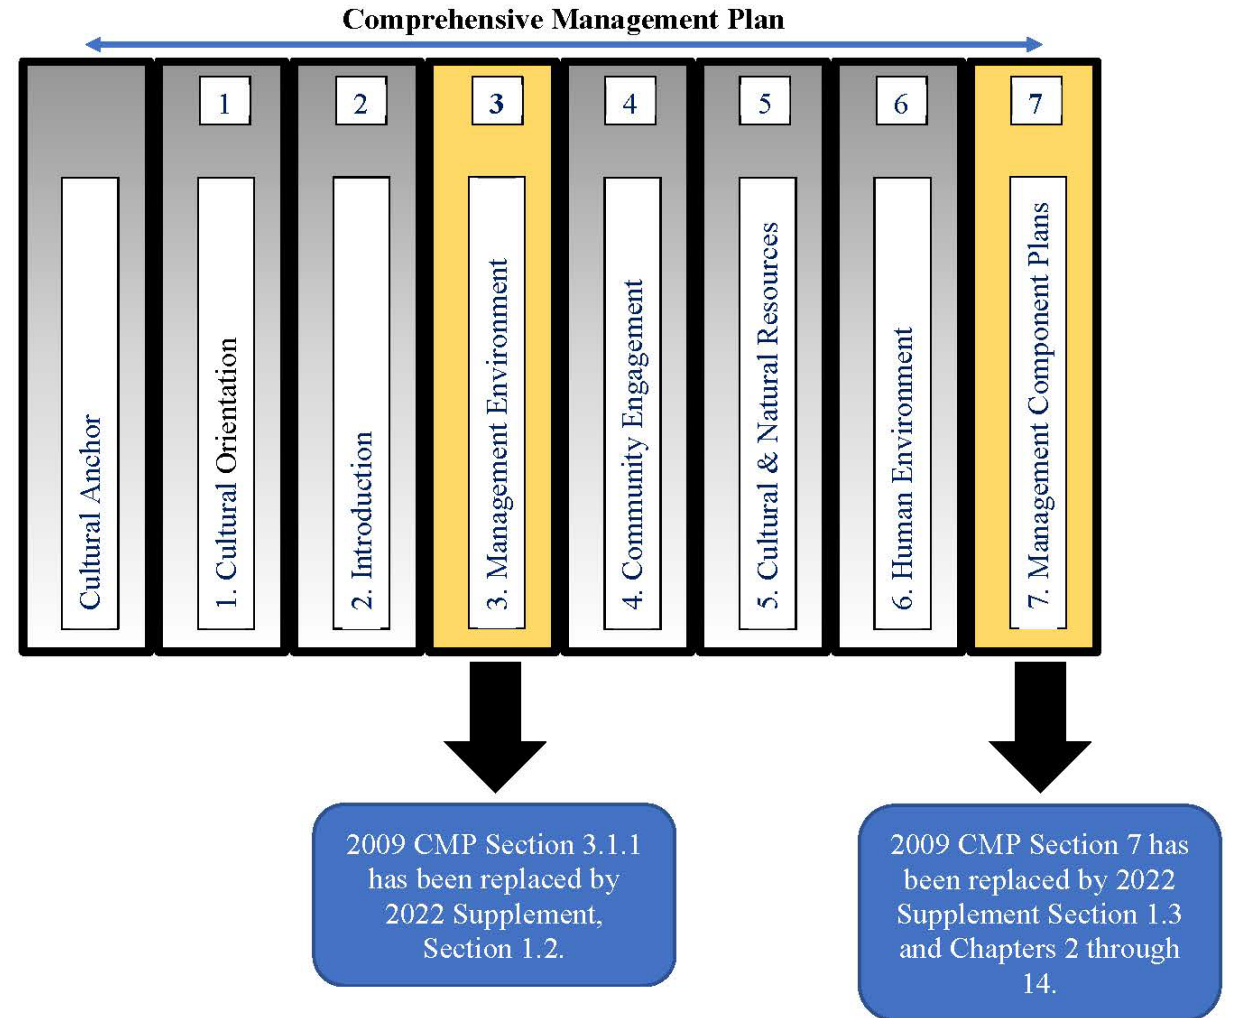 Comprehensive Management Plan
1
2
3
4
5
6
7
Cultural Anchor
1. Cultural Orientation
2. Introduction
3. Management Environment
4. Community Engagement
5. Cultural & Natural Resources
6. Human Environment
7. Management Component Plans
2009 CMP Section 3.1.1
has been replaced by
2022 Supplement,
Section 1.2.
2009 CMP Section 7 has
been replaced by 2022
Supplement Section 1.3
and Chapters 2 through
14.